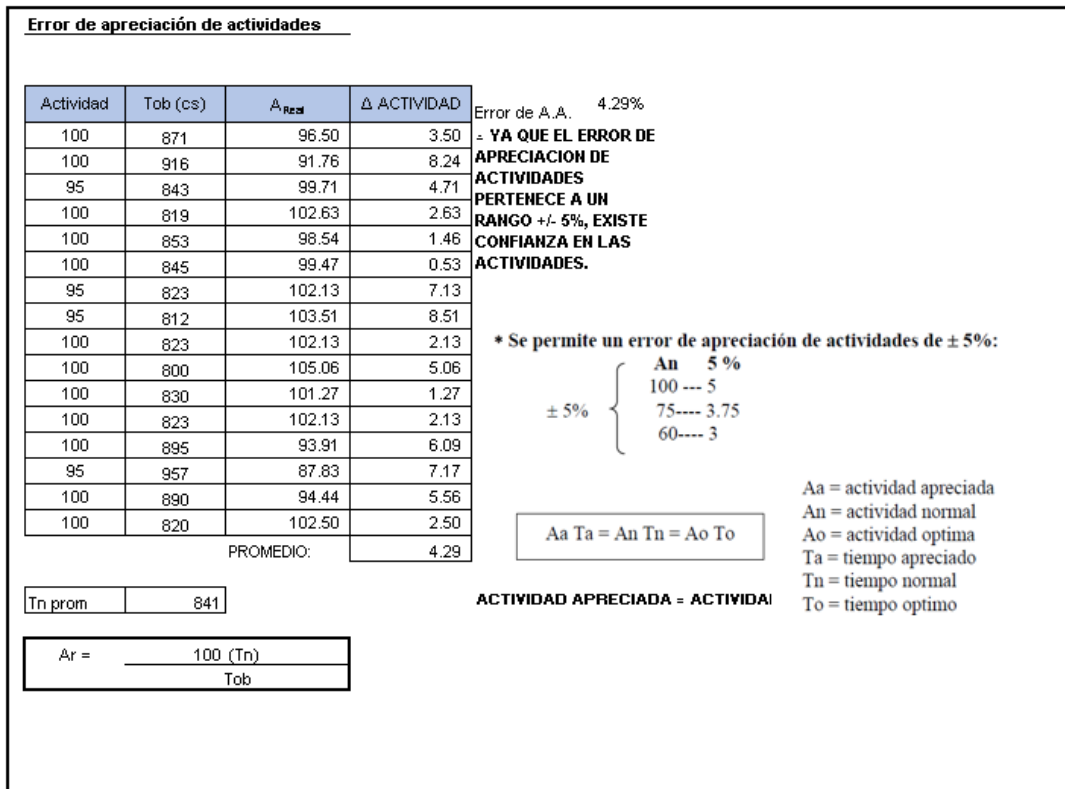 Error de apreciación de actividades
Actividad Tob (cs) A Real Δ ACTIVIDAD
100 871 96.50 3.50
100 916 91.76 8.24
95 843 99.71 4.71
100 819 102.63 2.63
100 853 98.54 1.46
100 845 99.47 0.53
95 823 102.13 7.13
95 812 103.51 8.51
100 823 102.13 2.13
100 800 105.06 5.06
100 830 101.27 1.27
100 823 102.13 2.13
100 895 93.91 6.09
95 957 87.83 7.17
100 890 94.44 5.56
100 820 102.50 2.50
PROMEDIO: 4.29
Tn prom 841
Ar = 100 (Tn)
Tob
Error de A.A. 4.29%
= YA QUE EL ERROR DE
APRECIACION DE
ACTIVIDADES
PERTENECE A UN
RANGO +/- 5%, EXISTE
CONFIANZA EN LAS
ACTIVIDADES.
* Se permite un error de apreciación de actividades de ± 5%:
An 5 %
100 --- 5
± 5% 75---- 3.75
60---- 3
Aa Ta = An Tn = Ao To
Aa = actividad apreciada
An = actividad normal
Ao = actividad optima
Ta = tiempo apreciado
Tn = tiempo normal
To = tiempo optimo
ACTIVIDAD APRECIADA = ACTIVIDA